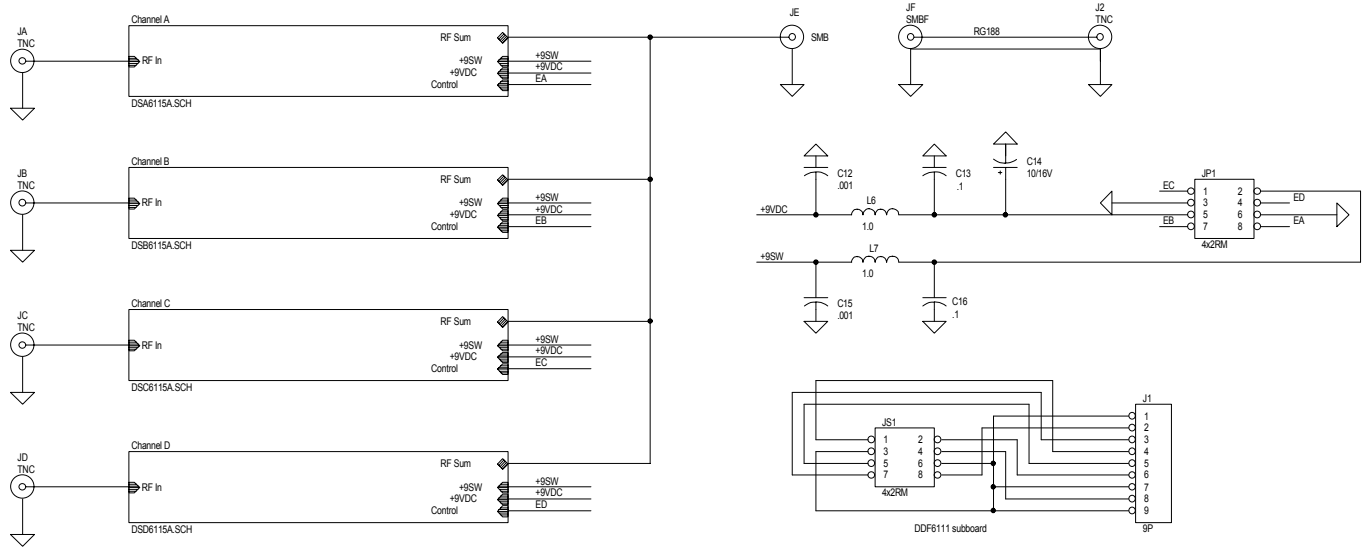 Channel A
JA
TNC
RF In
RF Sum
+9SW
+9VDC
Control
+9SW
+9VDC
EA
DSA6115A.SCH
JE
SMB
JF
SMBF
RG188
J2
TNC
Channel B
JB
TNC
RF In
RF Sum
+9SW
+9VDC
Control
+9SW
+9VDC
EB
DSB6115A.SCH
C12
.001
C13
.1
C14
10/16V
+
+9VDC
L6
1.0
+9SW
L7
1.0
C15
.001
C16
.1
JP1
EC
1
2
3
4
ED
5
6
EB
7
8
EA
4x2RM
Channel C
JC
TNC
RF In
RF Sum
+9SW
+9VDC
Control
+9SW
+9VDC
EC
DSC6115A.SCH
Channel D
JD
TNC
RF In
RF Sum
+9SW
+9VDC
Control
+9SW
+9VDC
ED
DSD6115A.SCH
JS1
1
2
3
4
5
6
7
8
4x2RM
J1
1
2
3
4
5
6
7
8
9
9P
DDF6111 subboard